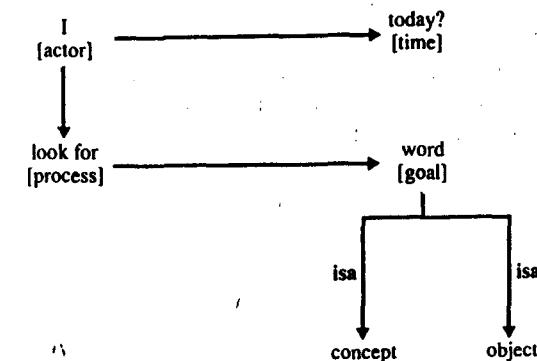 I
[actor]
today?
[time]
look for
[process]
word
[goal]
isa
isa
concept
object